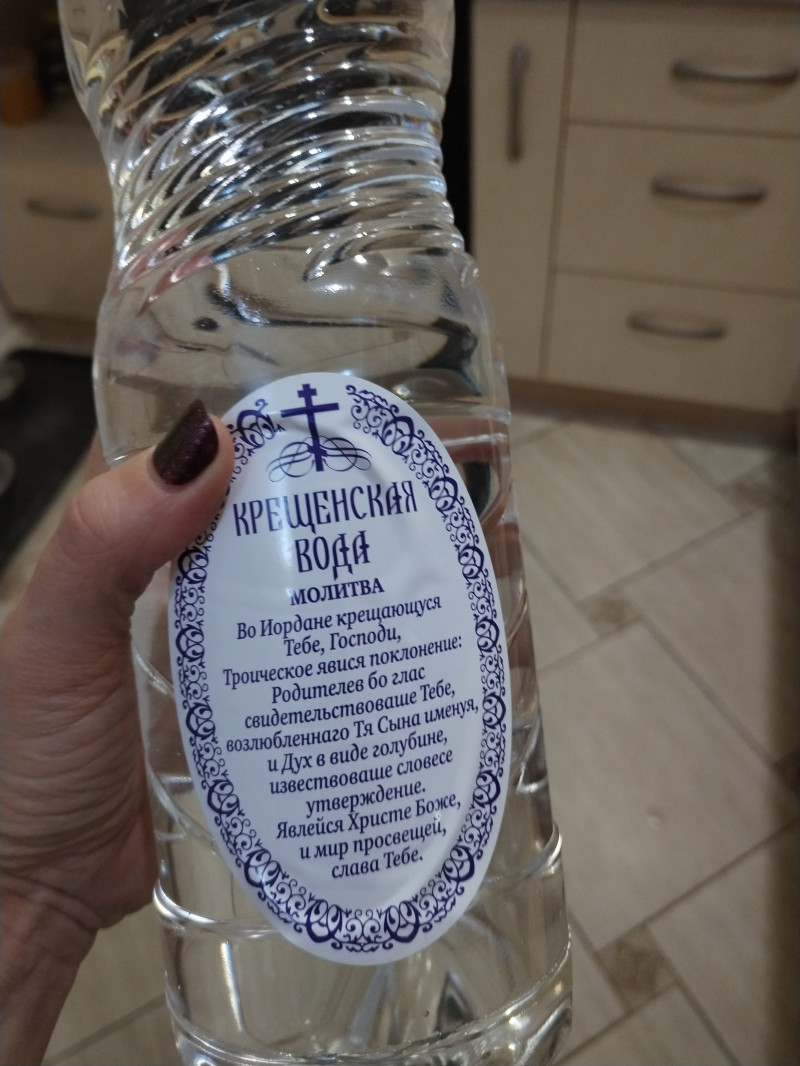 КРЕЩЕНСКАЯ
ВОДА
МОЛИТВА
Во Иордане крещающуся
Тебе, Господи,
Троическое явися поклонение:
Родителев бо глас
свидетельствоваше Тебе,
возлюбленнаго Тя Сына именуя,
и Дух в виде голубине,
извествоваше словесе
утверждение.
Явлейся Христе Боже,
и мир просвещей,
слава Тебе.